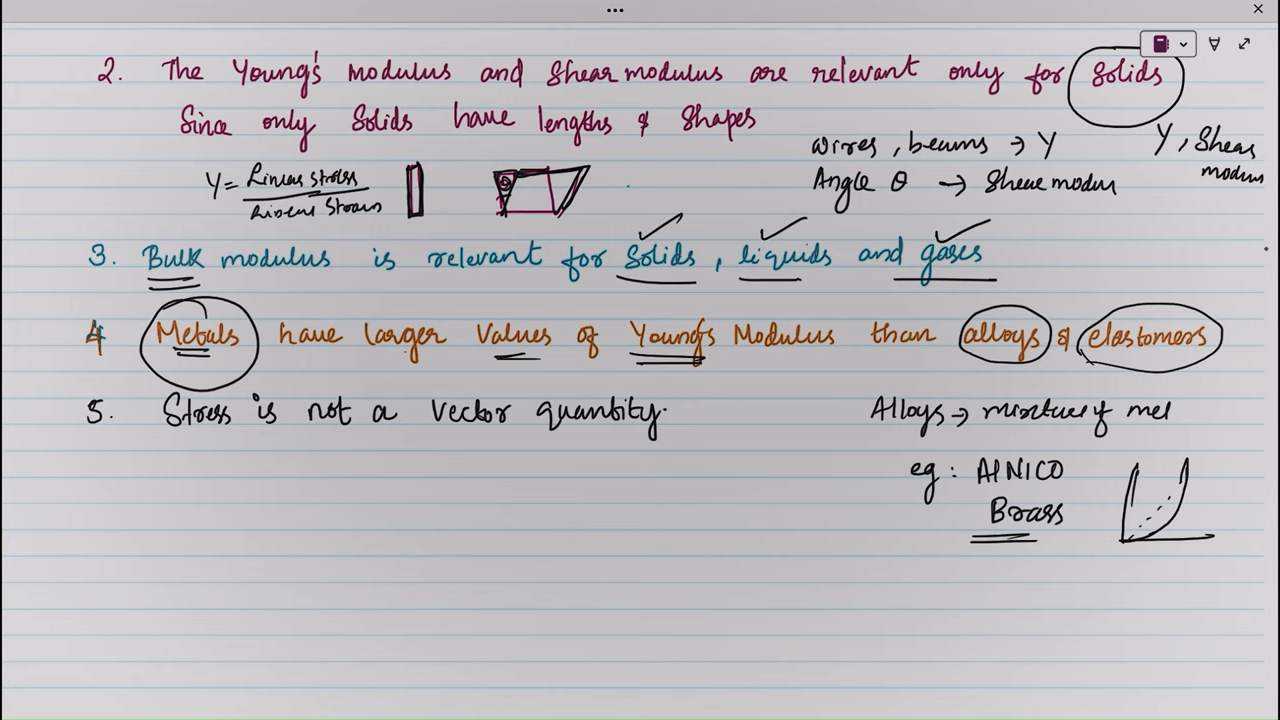 2. The Young's Modulus and Shear modulus are relevant only for Solids
Since only Solids have lengths & Shapes
Wires, beams → Y
Y, Shear modulus
Angle θ → Shear modus
Y = Linear Stress / Linear Strain
θ
3. Bulk modulus is relevant for Solids, liquids and gases
4 Metals have larger values of Young's Modulus than alloys & elastomers
5. Stress is not a vector quantity.
Alloys → mixture of mel
eg: AlNICO
Brass